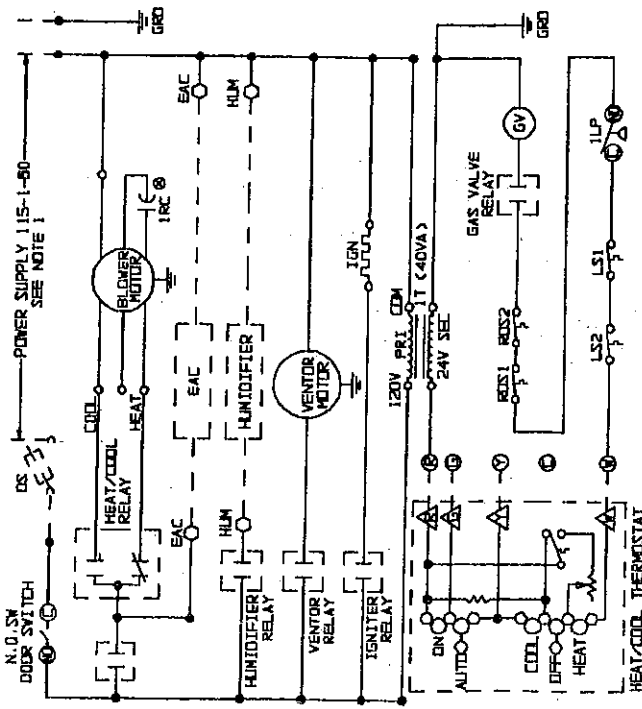 POWER SUPPLY 115-1-60
SEE NOTE 1
GRD
DS
N.O. SW
DOOR SWITCH
N
C
COOL
HEAT
HEAT/COOL
RELAY
BLOWER
MOTOR
1RC
EAC
EAC
EAC
HUM
HUMIDIFIER
HUM
HUMIDIFIER
RELAY
VENTOR
MOTOR
VENTOR
RELAY
IGN
IGNITER
RELAY
120V PRI COM
1T (40VA)
24V SEC
GRD
GAS VALVE
RELAY
GV
ROS1
ROS2
1LP
C
N
LS2
LS1
R
G
Y
C
W
R
G
Y
W
ON
AUTO
COOL
OFF
HEAT
HEAT/COOL THERMOSTAT